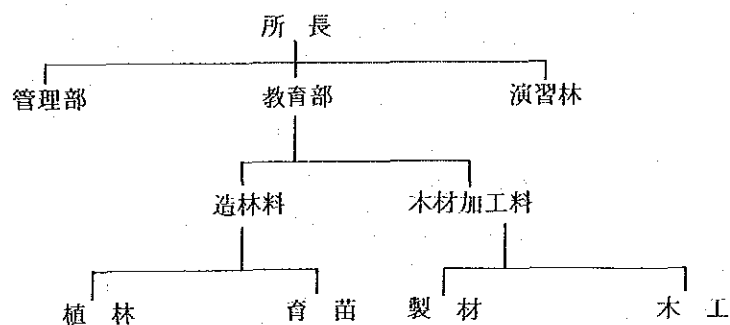 所長
管理部 教育部 演習林
造林料 木材加工料
植林 育苗 製材 木工